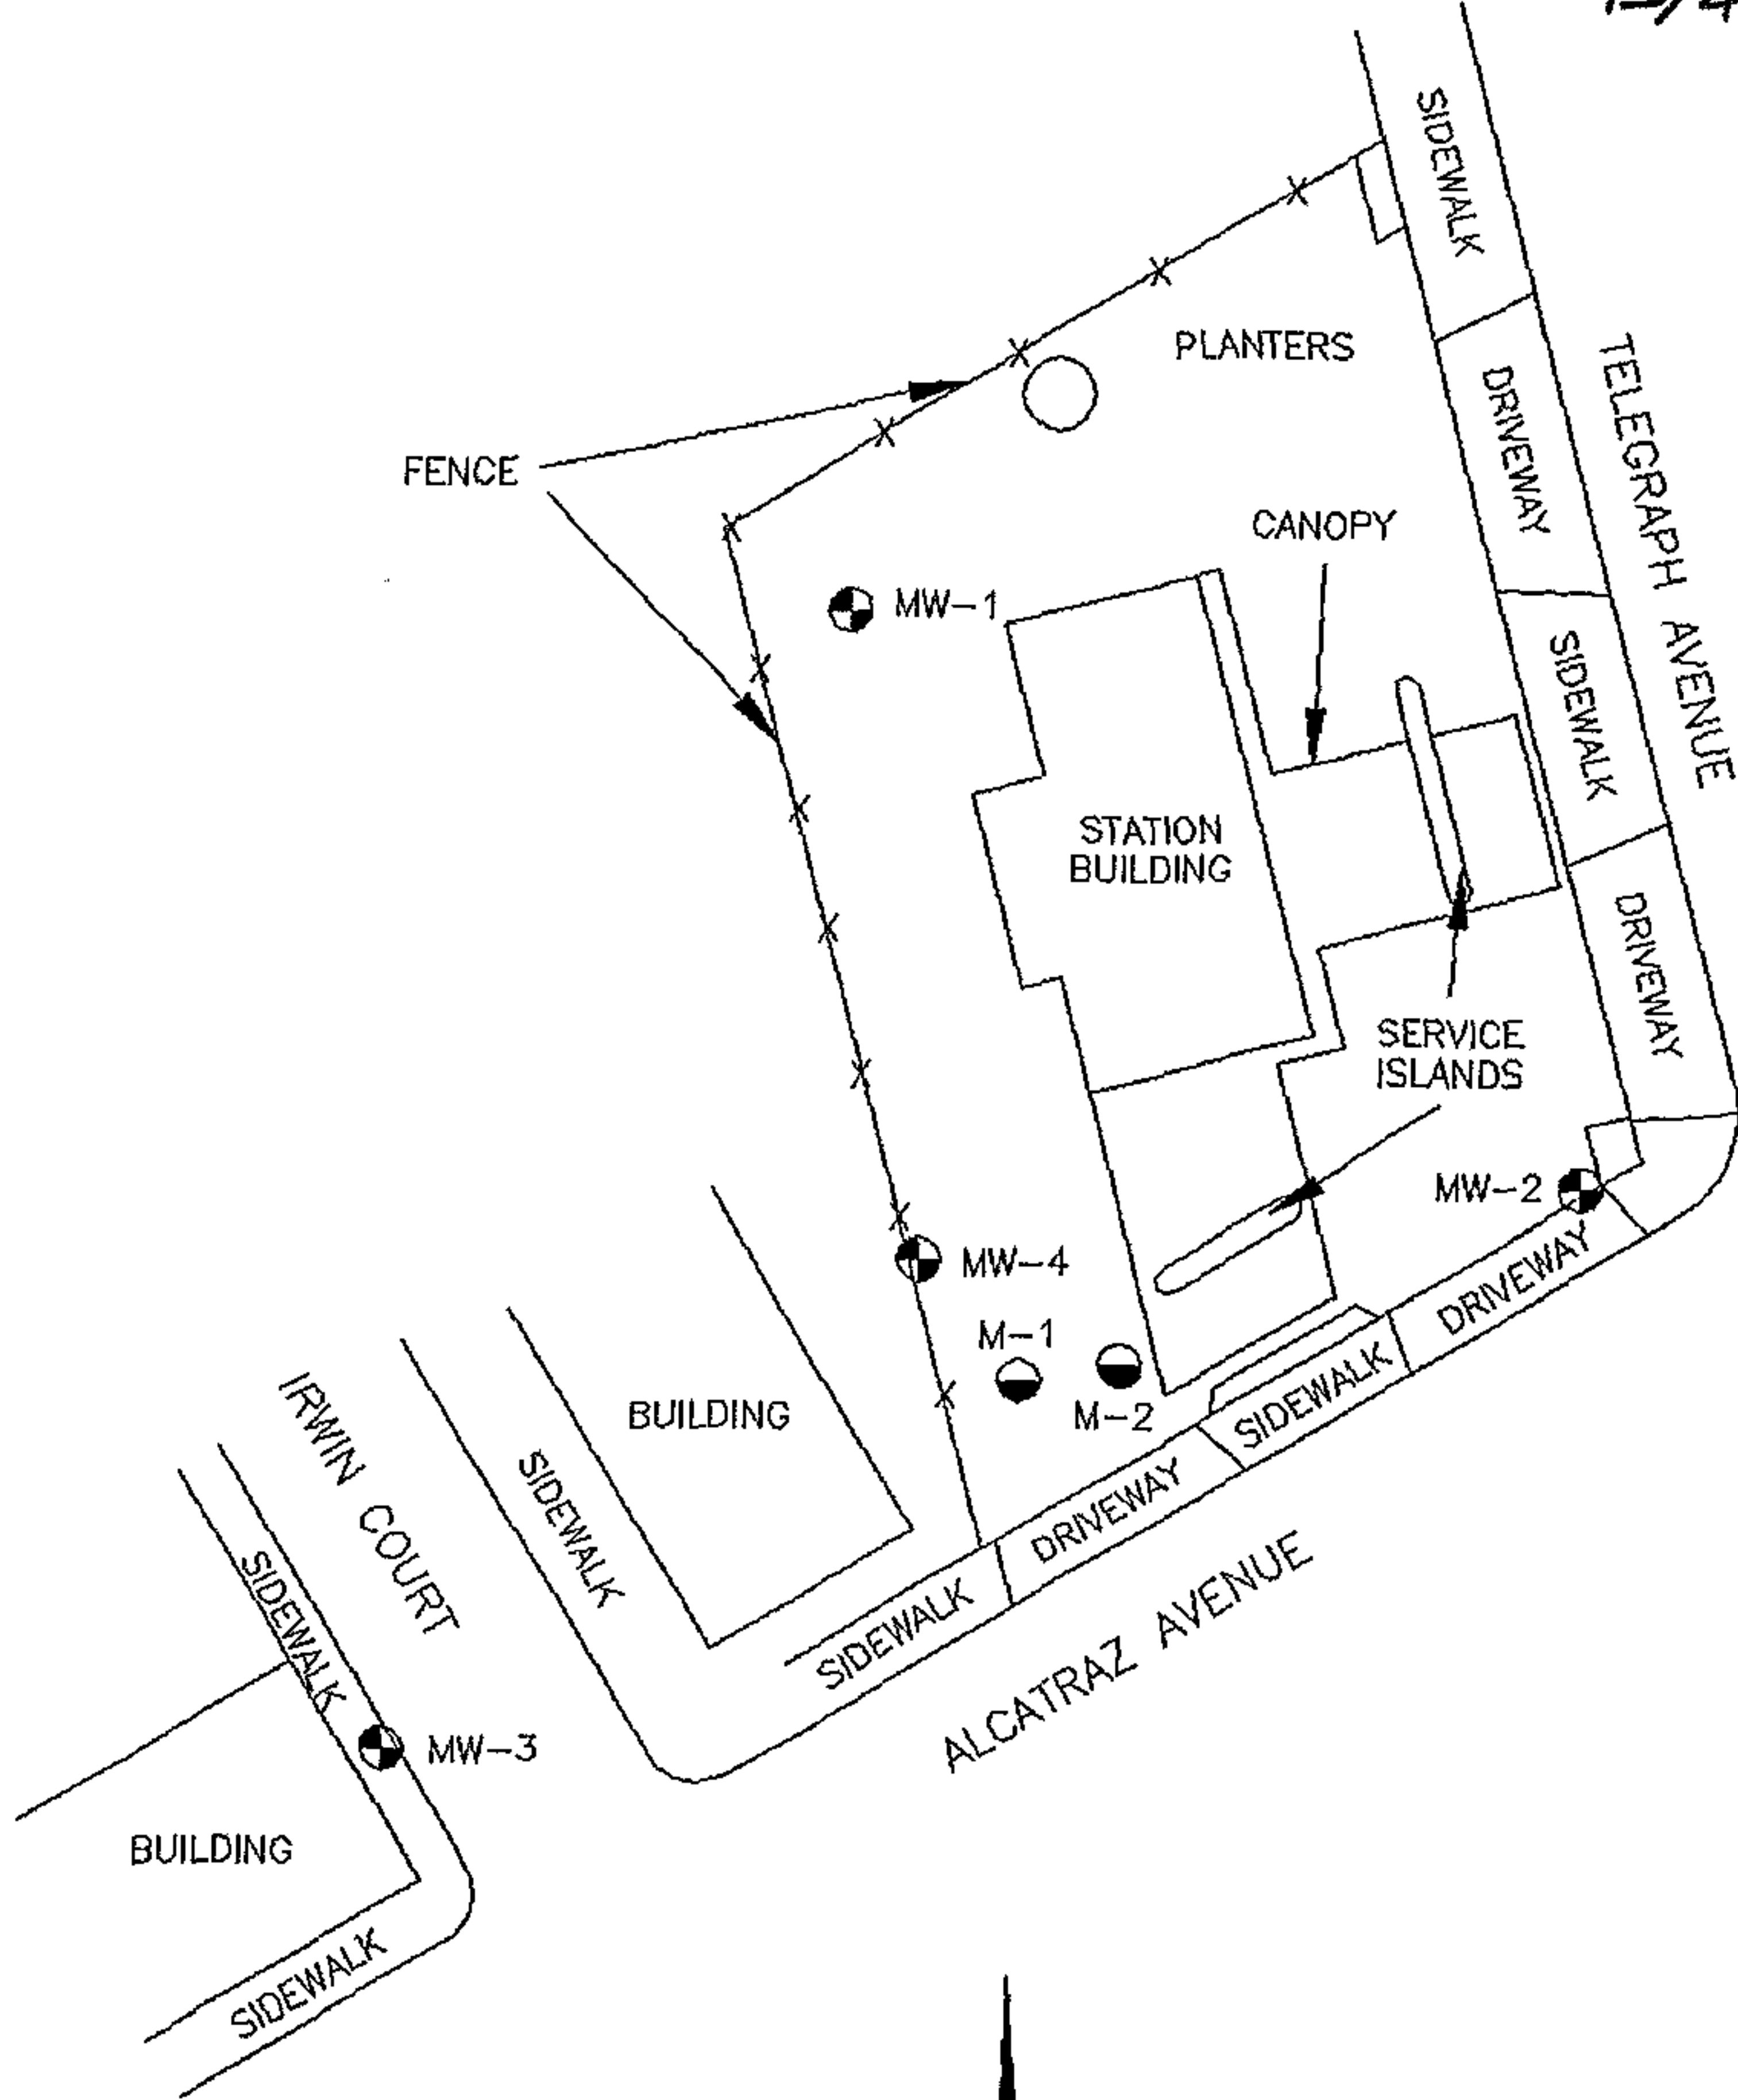 SIDEWALK
PLANTERS
DRIVEWAY
TELEGRAPH AVENUE
FENCE
CANOPY
MW-1
SIDEWALK
STATION
BUILDING
DRIVEWAY
SERVICE
ISLANDS
MW-2
MW-4
DRIVEWAY
M-1
M-2
SIDEWALK
BUILDING
IRWIN COURT
SIDEWALK
DRIVEWAY
SIDEWALK
ALCATRAZ AVENUE
SIDEWALK
MW-3
BUILDING
SIDEWALK